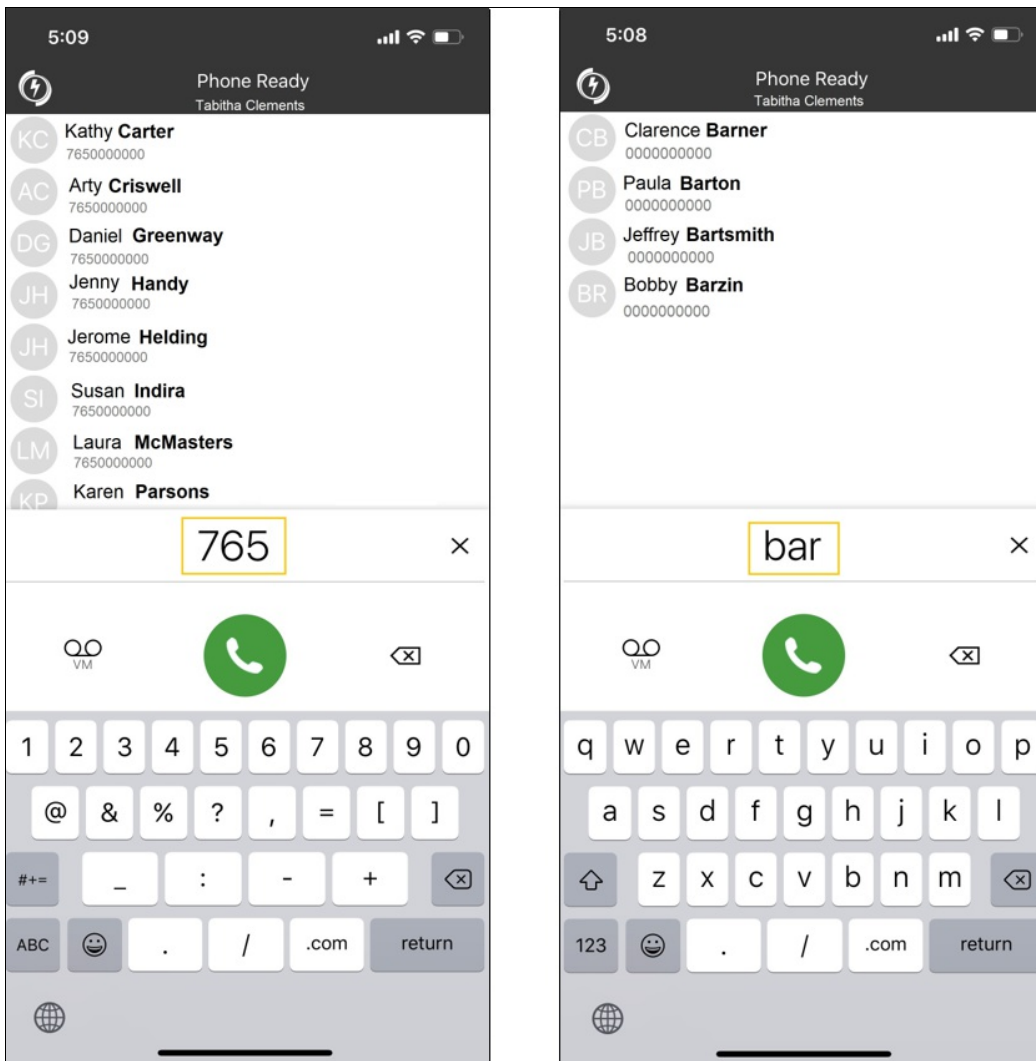 5:09
Phone Ready
Tabitha Clements
KC Kathy Carter
7650000000
AC Arty Criswell
7650000000
DG Daniel Greenway
7650000000
JH Jenny Handy
7650000000
JH Jerome Helding
7650000000
SI Susan Indira
7650000000
LM Laura McMasters
7650000000
KP Karen Parsons
765 ×
VM
1 2 3 4 5 6 7 8 9 0
@ & % ? , = [ ]
#+= _ : - +
ABC . / .com return
5:08
Phone Ready
Tabitha Clements
CB Clarence Barner
0000000000
PB Paula Barton
0000000000
JB Jeffrey Bartsmith
0000000000
BR Bobby Barzin
0000000000
bar ×
VM
q w e r t y u i o p
a s d f g h j k l
z x c v b n m
123 . / .com return